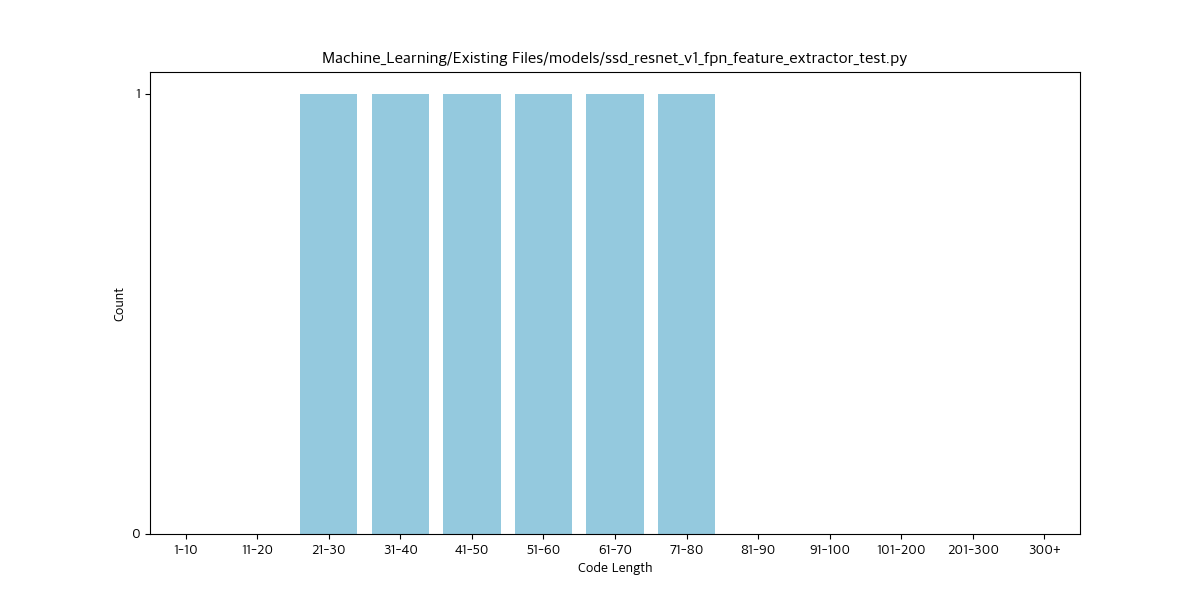 Machine_Learning/Existing Files/models/ssd_resnet_v1_fpn_feature_extractor_test.py
1
Count
0
1-10 11-20 21-30 31-40 41-50 51-60 61-70 71-80 81-90 91-100 101-200 201-300 300+
Code Length